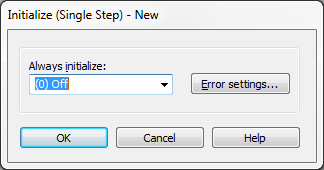 Initialize (Single Step) - New
Always initialize:
(0) Off
Error settings...
OK
Cancel
Help